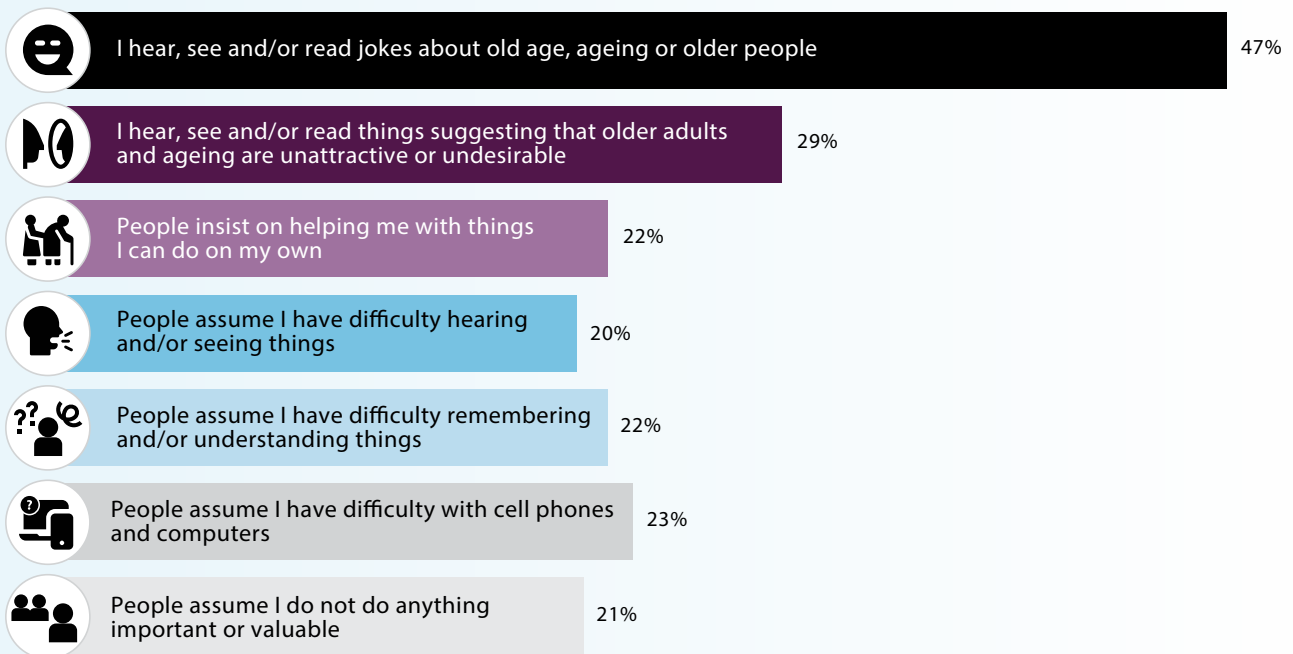 I hear, see and/or read jokes about old age, ageing or older people
47%
I hear, see and/or read things suggesting that older adults
and ageing are unattractive or undesirable
29%
People insist on helping me with things
I can do on my own
22%
People assume I have difficulty hearing
and/or seeing things
20%
??
People assume I have difficulty remembering
and/or understanding things
22%
?
People assume I have difficulty with cell phones
and computers
23%
People assume I do not do anything
important or valuable
21%